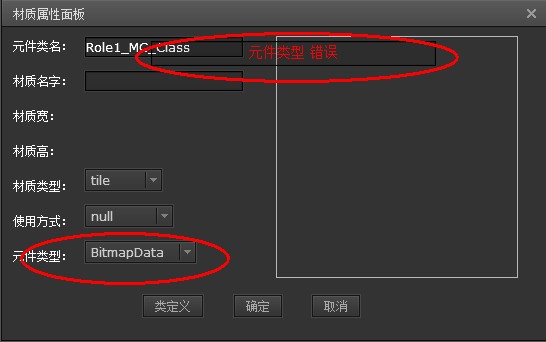 材质属性面板
元件类名： Role1_MC_Class 元件类型 错误
材质名字：
材质宽：
材质高：
材质类型： tile
使用方式： null
元件类型： BitmapData
类定义 确定 取消